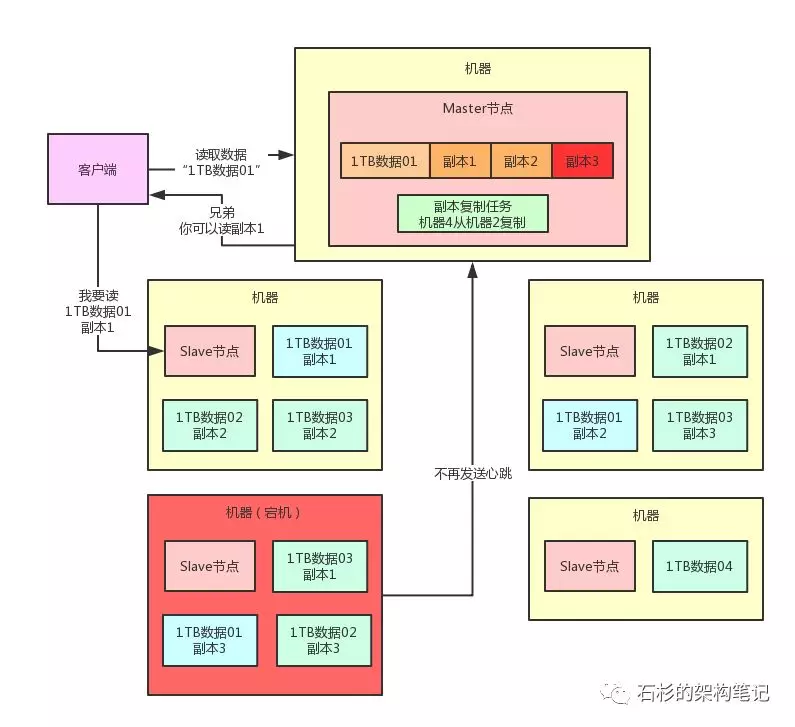 机器
Master节点
1TB数据01
副本1
副本2
副本3
副本复制任务
机器4从机器2复制
客户端
读取数据
“1TB数据01”
兄弟
你可以读副本1
我要读
1TB数据01
副本1
机器
Slave节点
1TB数据01
副本1
1TB数据02
副本2
1TB数据03
副本2
机器
Slave节点
1TB数据02
副本1
1TB数据01
副本2
1TB数据03
副本3
不再发送心跳
机器（宕机）
Slave节点
1TB数据03
副本1
1TB数据01
副本3
1TB数据02
副本3
机器
Slave节点
1TB数据04
石杉的架构笔记